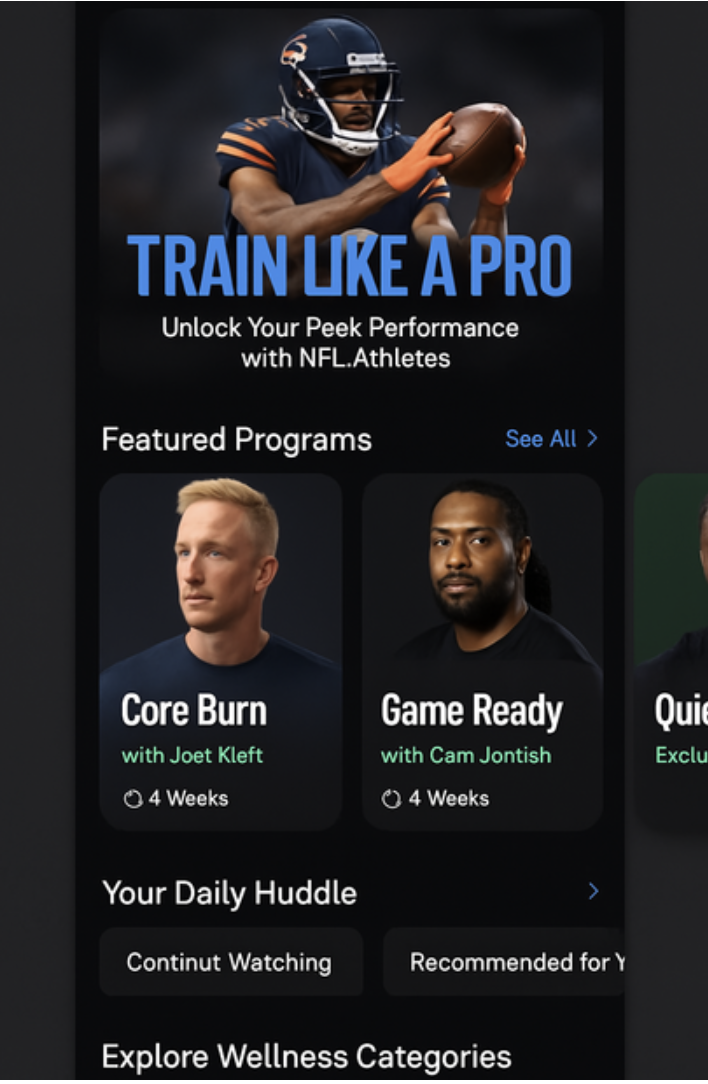 TRAIN LIKE A PRO
Unlock Your Peek Performance
with NFL.Athletes
Featured Programs
See All
Core Burn
with Joet Kleft
4 Weeks
Game Ready
with Cam Jontish
4 Weeks
Quie
Exclu
Your Daily Huddle
Continut Watching
Recommended for Y
Explore Wellness Categories